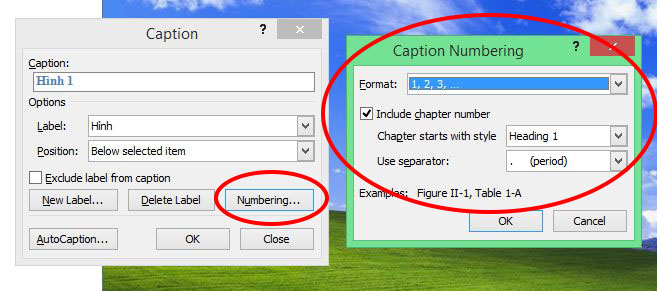 Caption
?
Caption:
Hình 1
Options
Label: Hình
Position: Below selected item
Exclude label from caption
New Label... Delete Label Numbering...
AutoCaption... OK Close
Caption Numbering
?
Format: 1, 2, 3, ...
Include chapter number
Chapter starts with style Heading 1
Use separator: . (period)
Examples: Figure II-1, Table 1-A
OK Cancel